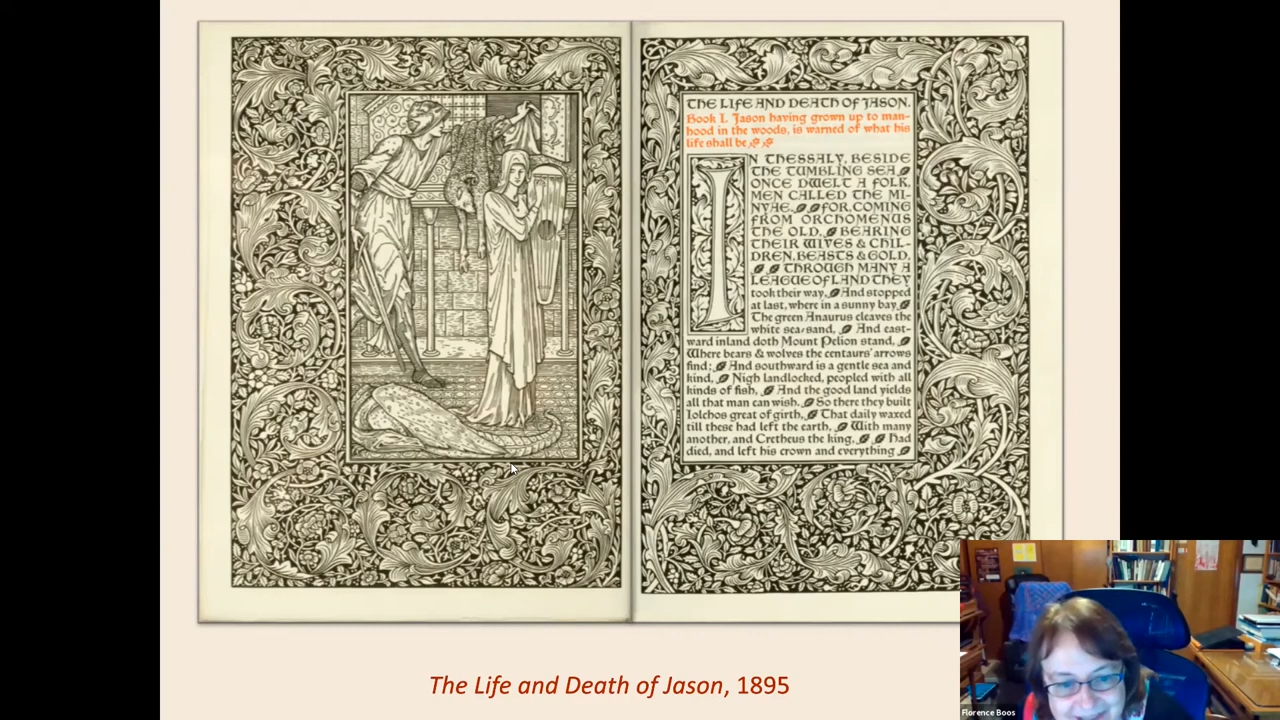 THE LIFE AND DEATH OF JASON.
Book I. Jason having grown up to man-
hood in the woods, is warned of what his
life shall be
IN THESSALY, BESIDE
THE TUMBLING SEA,
ONCE DWELT A FOLK,
MEN CALLED THE MI-
NYAE, FOR, COMING
FROM ORCHOMENUS
THE OLD, BEARING
THEIR WIVES & CHIL-
DREN, BEASTS & GOLD,
THROUGH MANY A
LEAGUE OF LAND THEY
took their way, And stopped
at last, where in a sunny bay
The green Anaurus cleaves the
white sea-sand, And east-
ward inland doth Mount Pelion stand,
Where bears & wolves the centaurs' arrows
find; And southward is a gentle sea and
kind, Nigh landlocked, peopled with all
kinds of fish, And the good land yields
all that man can wish. So there they built
Iolchos great of girth, That daily waxed
till these had left the earth, With many
another, and Cretheus the king, Had
died, and left his crown and everything
The Life and Death of Jason, 1895
Florence Boos